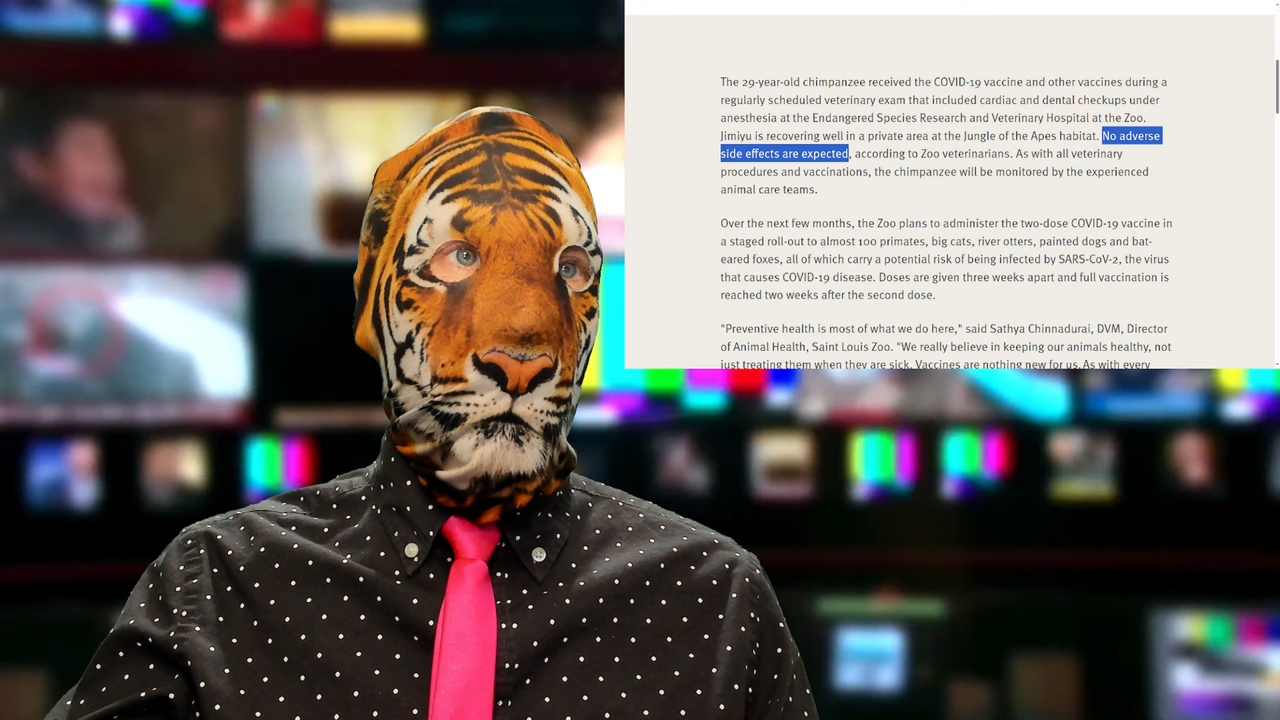 The 29-year-old chimpanzee received the COVID-19 vaccine and other vaccines during a
regularly scheduled veterinary exam that included cardiac and dental checkups under
anesthesia at the Endangered Species Research and Veterinary Hospital at the Zoo.
Jimiyu is recovering well in a private area at the Jungle of the Apes habitat. No adverse
side effects are expected, according to Zoo veterinarians. As with all veterinary
procedures and vaccinations, the chimpanzee will be monitored by the experienced
animal care teams.
Over the next few months, the Zoo plans to administer the two-dose COVID-19 vaccine in
a staged roll-out to almost 100 primates, big cats, river otters, painted dogs and bat-
eared foxes, all of which carry a potential risk of being infected by SARS-CoV-2, the virus
that causes COVID-19 disease. Doses are given three weeks apart and full vaccination is
reached two weeks after the second dose.
"Preventive health is most of what we do here," said Sathya Chinnadurai, DVM, Director
of Animal Health, Saint Louis Zoo. "We really believe in keeping our animals healthy, not
just treating them when they are sick. Vaccines are nothing new for us. As with every